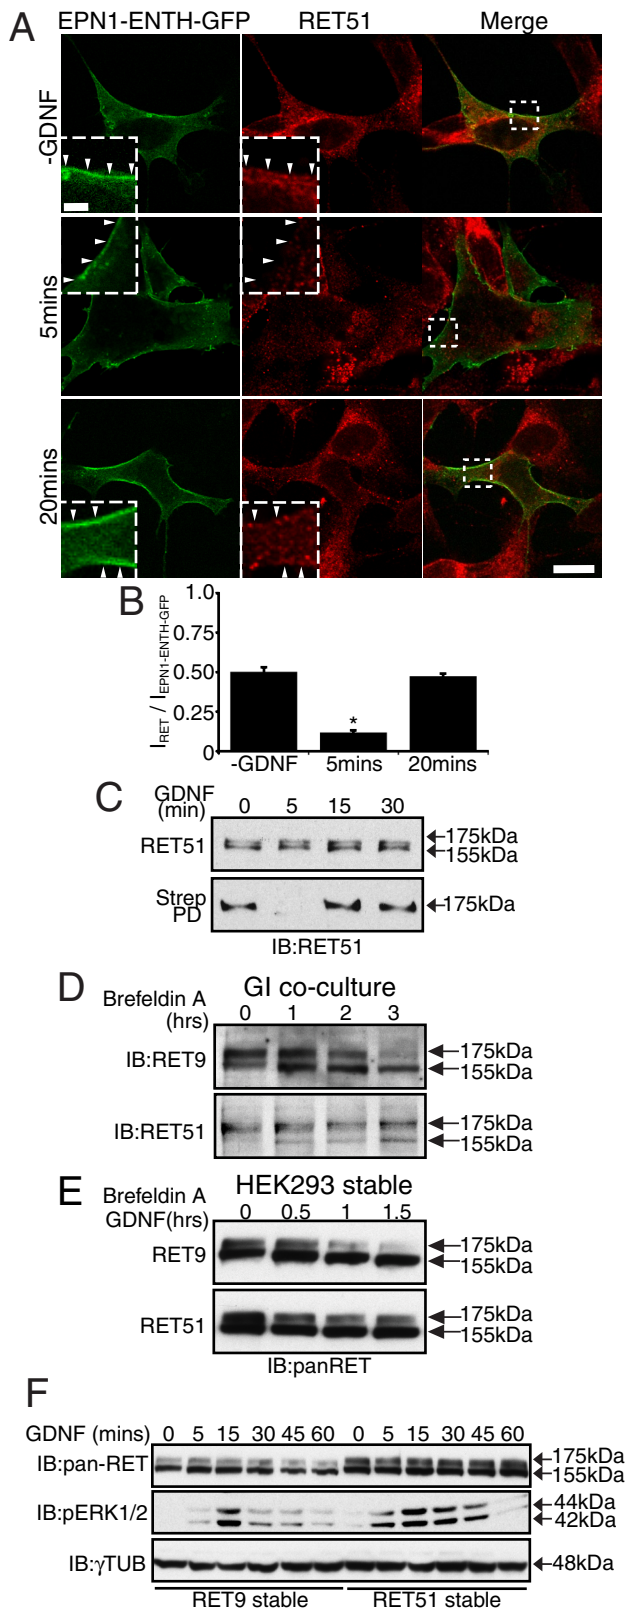 A
EPN1-ENTH-GFP RET51 Merge
-GDNF
5mins
20mins
B
1.0
0.75
0.50
0.25
0
I RET / I EPN1-ENTH-GFP
*
-GDNF 5mins 20mins
C
GDNF (min) 0 5 15 30
RET51
175kDa
155kDa
Strep PD
175kDa
IB:RET51
D
GI co-culture
Brefeldin A (hrs) 0 1 2 3
IB:RET9
175kDa
155kDa
IB:RET51
175kDa
155kDa
E
HEK293 stable
Brefeldin A
GDNF(hrs) 0 0.5 1 1.5
RET9
175kDa
155kDa
RET51
175kDa
155kDa
IB:panRET
F
GDNF (mins) 0 5 15 30 45 60 0 5 15 30 45 60
IB:pan-RET
175kDa
155kDa
IB:pERK1/2
44kDa
42kDa
IB:γTUB
48kDa
RET9 stable RET51 stable